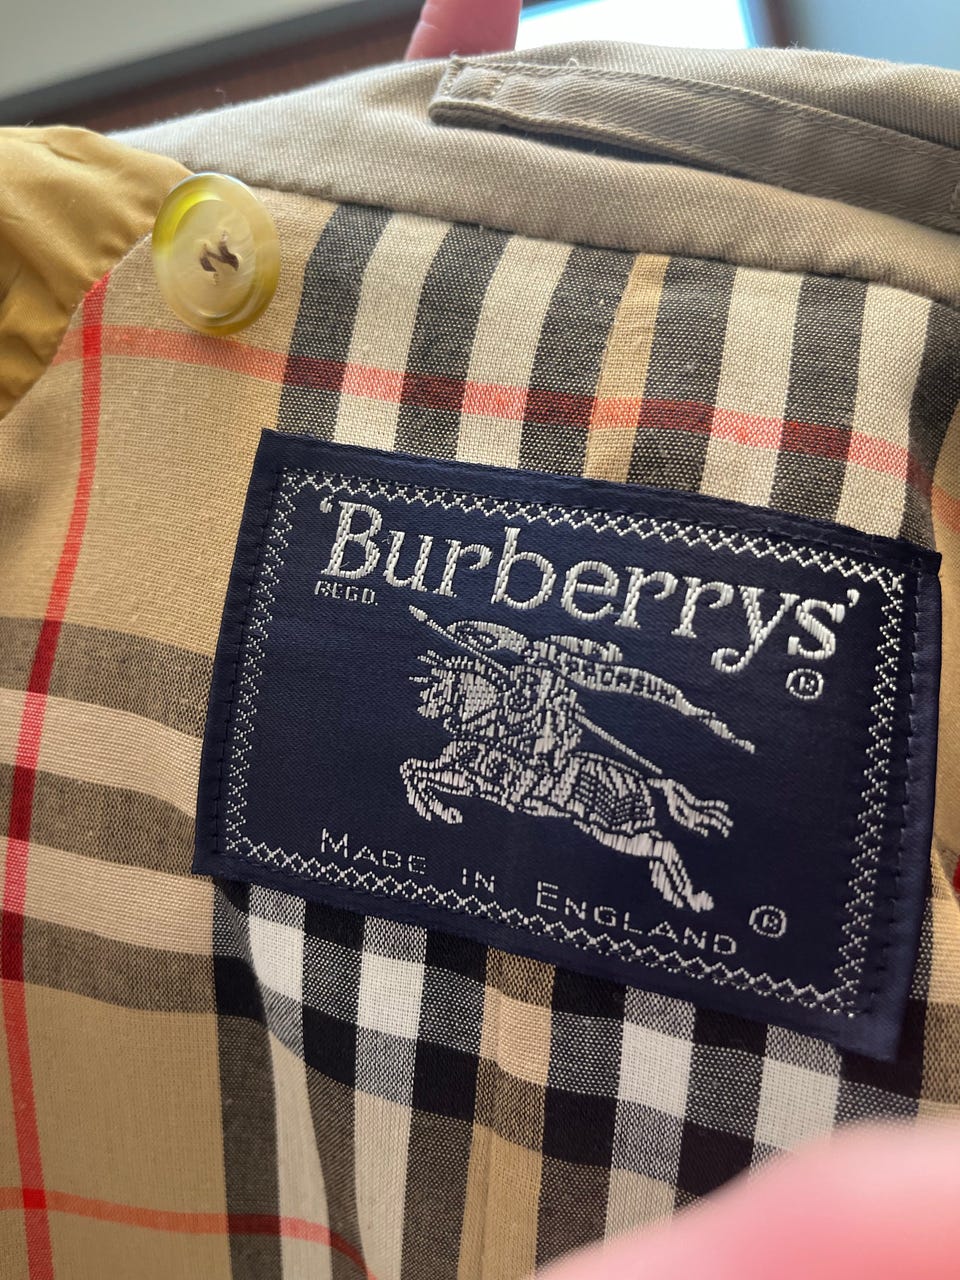 'Burberrys'
REGD.
®
PRORSUM
MADE IN ENGLAND ®